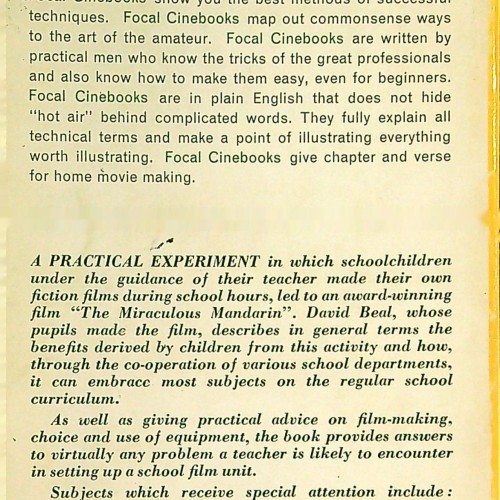 Focal Cinebooks show you the best methods of successful
techniques. Focal Cinebooks map out commonsense ways
to the art of the amateur. Focal Cinebooks are written by
practical men who know the tricks of the great professionals
and also know how to make them easy, even for beginners.
Focal Cinebooks are in plain English that does not hide
"hot air" behind complicated words. They fully explain all
technical terms and make a point of illustrating everything
worth illustrating. Focal Cinebooks give chapter and verse
for home movie making.
A PRACTICAL EXPERIMENT in which schoolchildren
under the guidance of their teacher made their own
fiction films during school hours, led to an award-winning
film "The Miraculous Mandarin". David Beal, whose
pupils made the film, describes in general terms the
benefits derived by children from this activity and how,
through the co-operation of various school departments,
it can embrace most subjects on the regular school
curriculum.
As well as giving practical advice on film-making,
choice and use of equipment, the book provides answers
to virtually any problem a teacher is likely to encounter
in setting up a school film unit.
Subjects which receive special attention include: